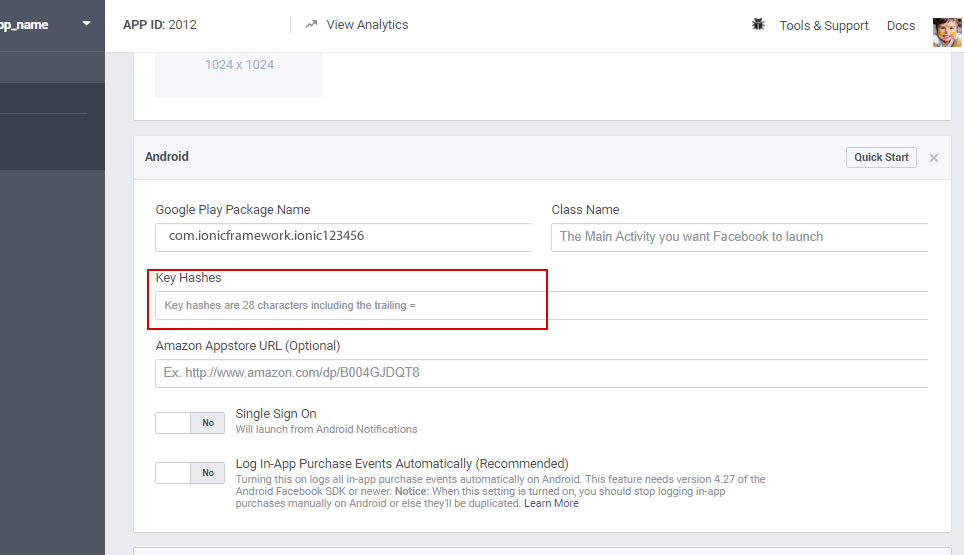 pp_name
APP ID: 2012
View Analytics
Tools & Support
Docs
1024 x 1024
Android
Quick Start
Google Play Package Name
Class Name
com.ionicframework.ionic123456
The Main Activity you want Facebook to launch
Key Hashes
Key hashes are 28 characters including the trailing =
Amazon Appstore URL (Optional)
Ex. http://www.amazon.com/dp/B004GJDQT8
No
Single Sign On
Will launch from Android Notifications
No
Log In-App Purchase Events Automatically (Recommended)
Turning this on logs all in-app purchase events automatically on Android. This feature needs version 4.27 of the
Android Facebook SDK or newer. Notice: When this setting is turned on, you should stop logging in-app
purchases manually on Android or else they'll be duplicated. Learn More